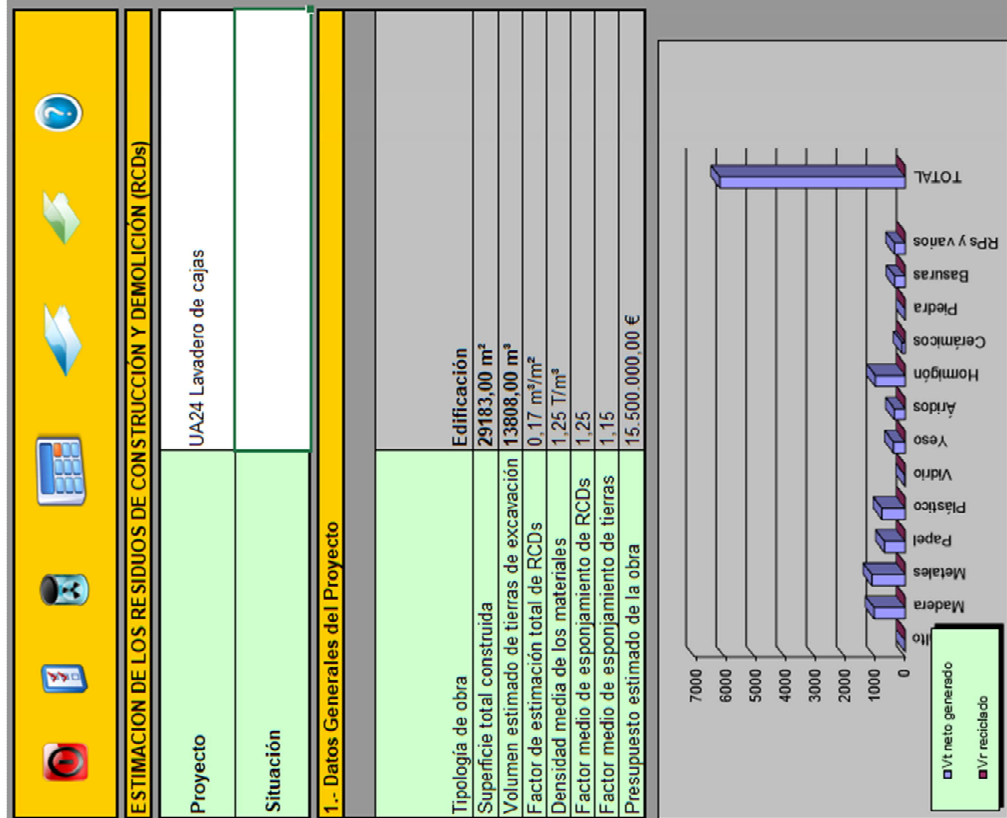 ESTIMACION DE LOS RESIDUOS DE CONSTRUCCIÓN Y DEMOLICIÓN (RCDs)
Proyecto UA24 Lavadero de cajas
Situación
1.- Datos Generales del Proyecto
Tipología de obra Edificación
Superficie total construida 29183,00 m²
Volumen estimado de tierras de excavación 13808,00 m³
Factor de estimación total de RCDs 0,17 m³/m²
Densidad media de los materiales 1,25 T/m³
Factor medio de esponjamiento de RCDs 1,25
Factor medio de esponjamiento de tierras 1,15
Presupuesto estimado de la obra 15.500.000,00 €
7000
6000
5000
4000
3000
2000
1000
0
Madera
Metales
Papel
Plástico
Vidrio
Yeso
Áridos
Hormigón
Cerámicos
Piedra
Basuras
RPs y varios
TOTAL
Vt neto generado
Vr reciclado